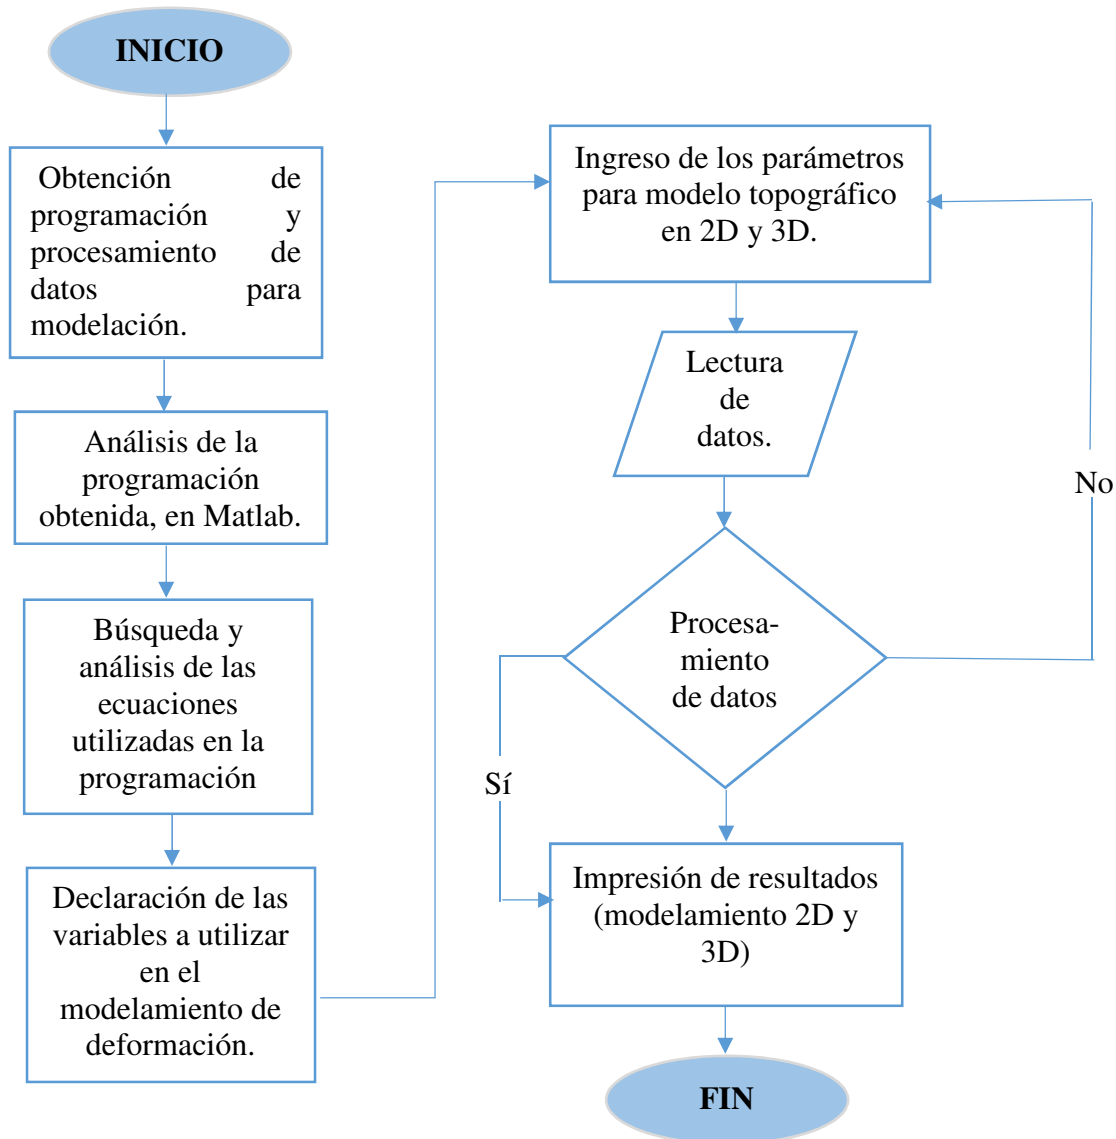 INICIO
Obtención de
programación y
procesamiento de
datos para
modelación.
Análisis de la
programación
obtenida, en Matlab.
Búsqueda y
análisis de las
ecuaciones
utilizadas en la
programación
Declaración de las
variables a utilizar
en el
modelamiento de
deformación.
Ingreso de los parámetros
para modelo topográfico
en 2D y 3D.
Lectura
de
datos.
Procesa-
miento
de datos
No
Sí
Impresión de resultados
(modelamiento 2D y
3D)
FIN